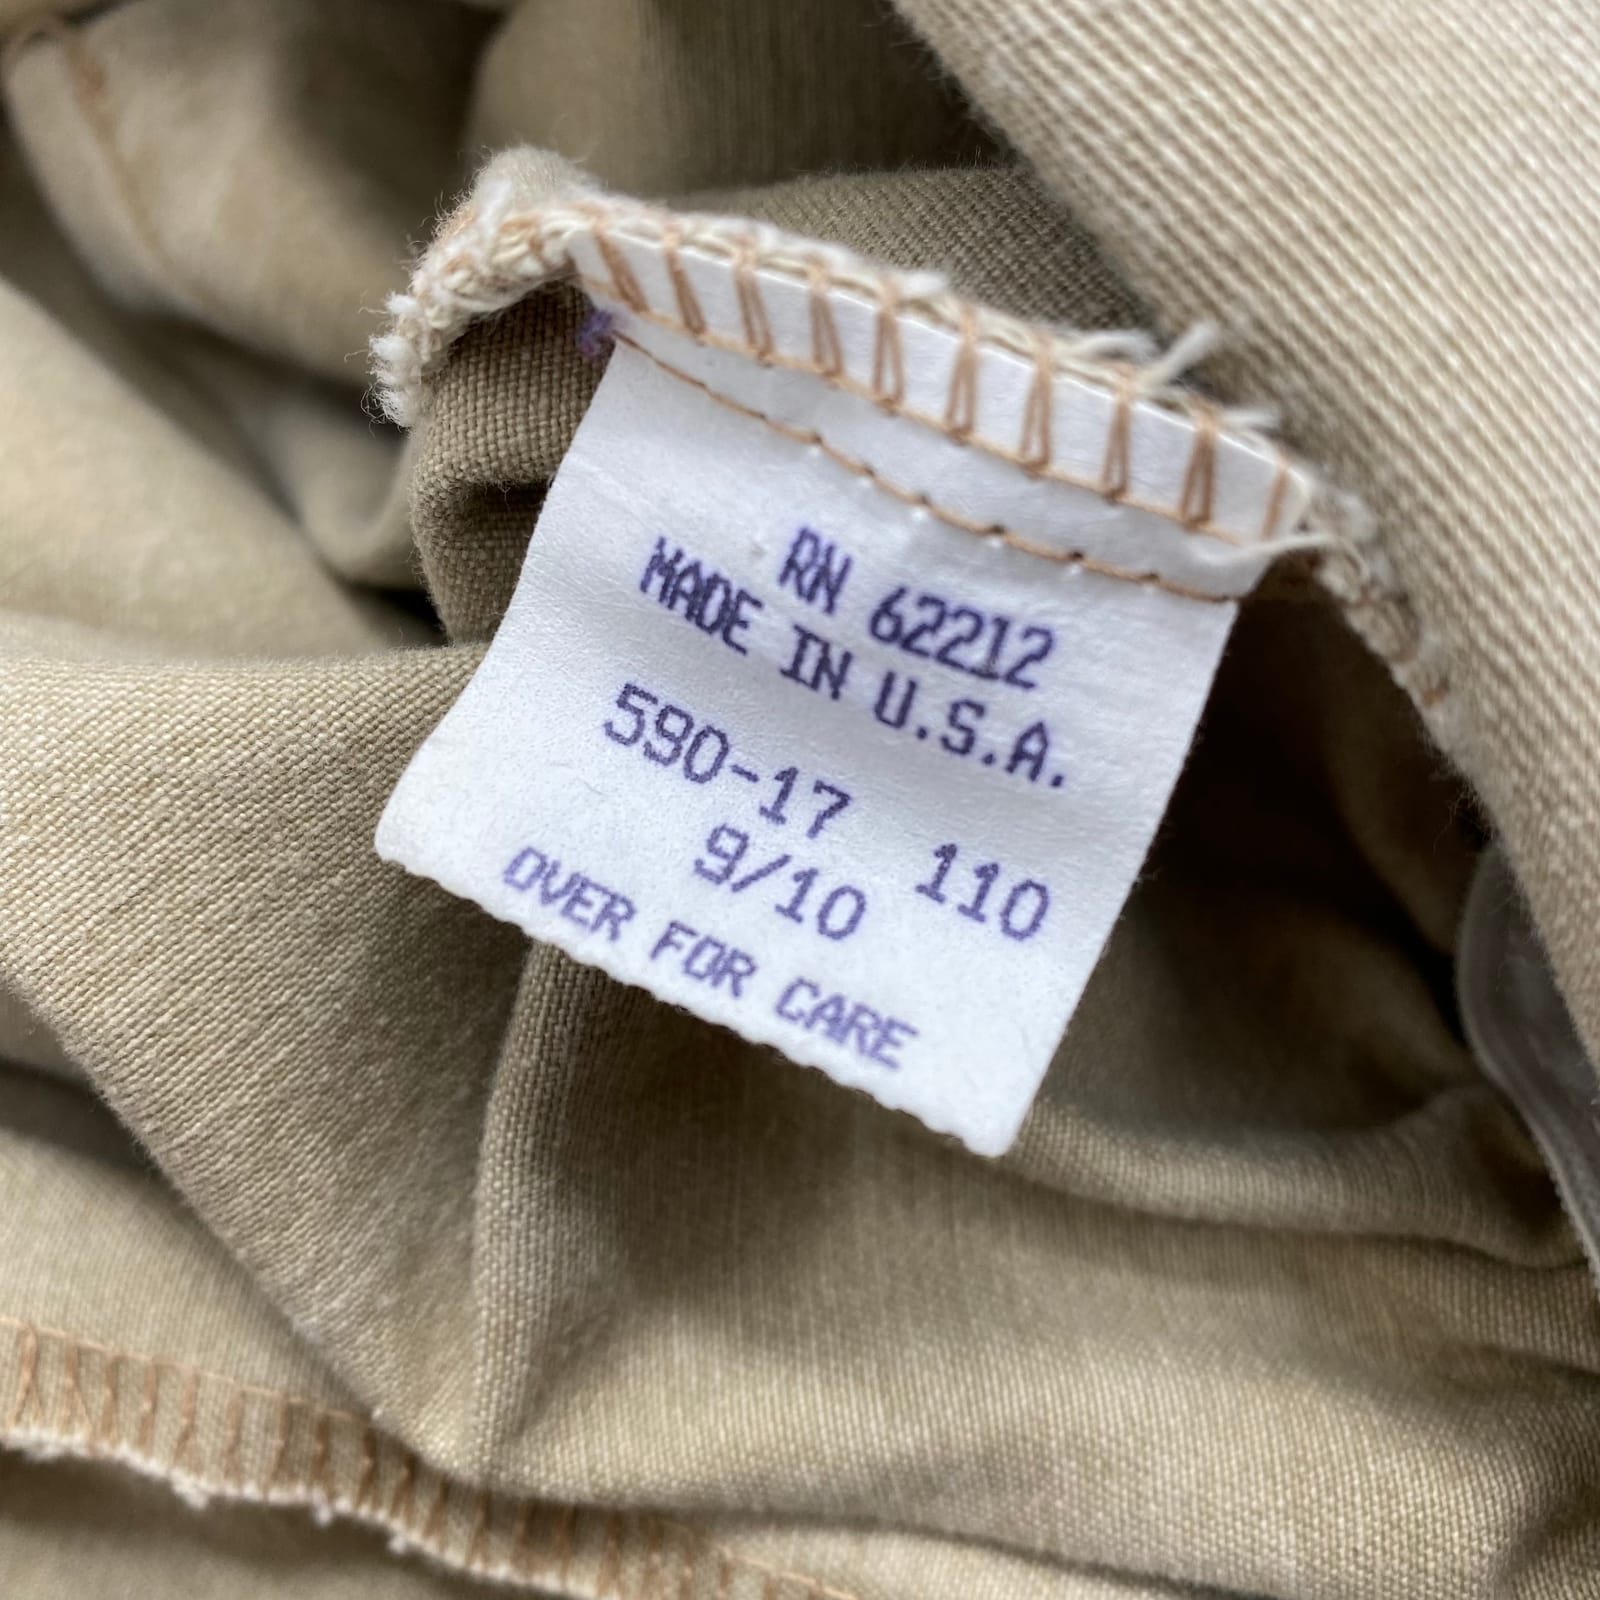 RN 62212
MADE IN U.S.A.
590-17 110
9/10
OVER FOR CARE